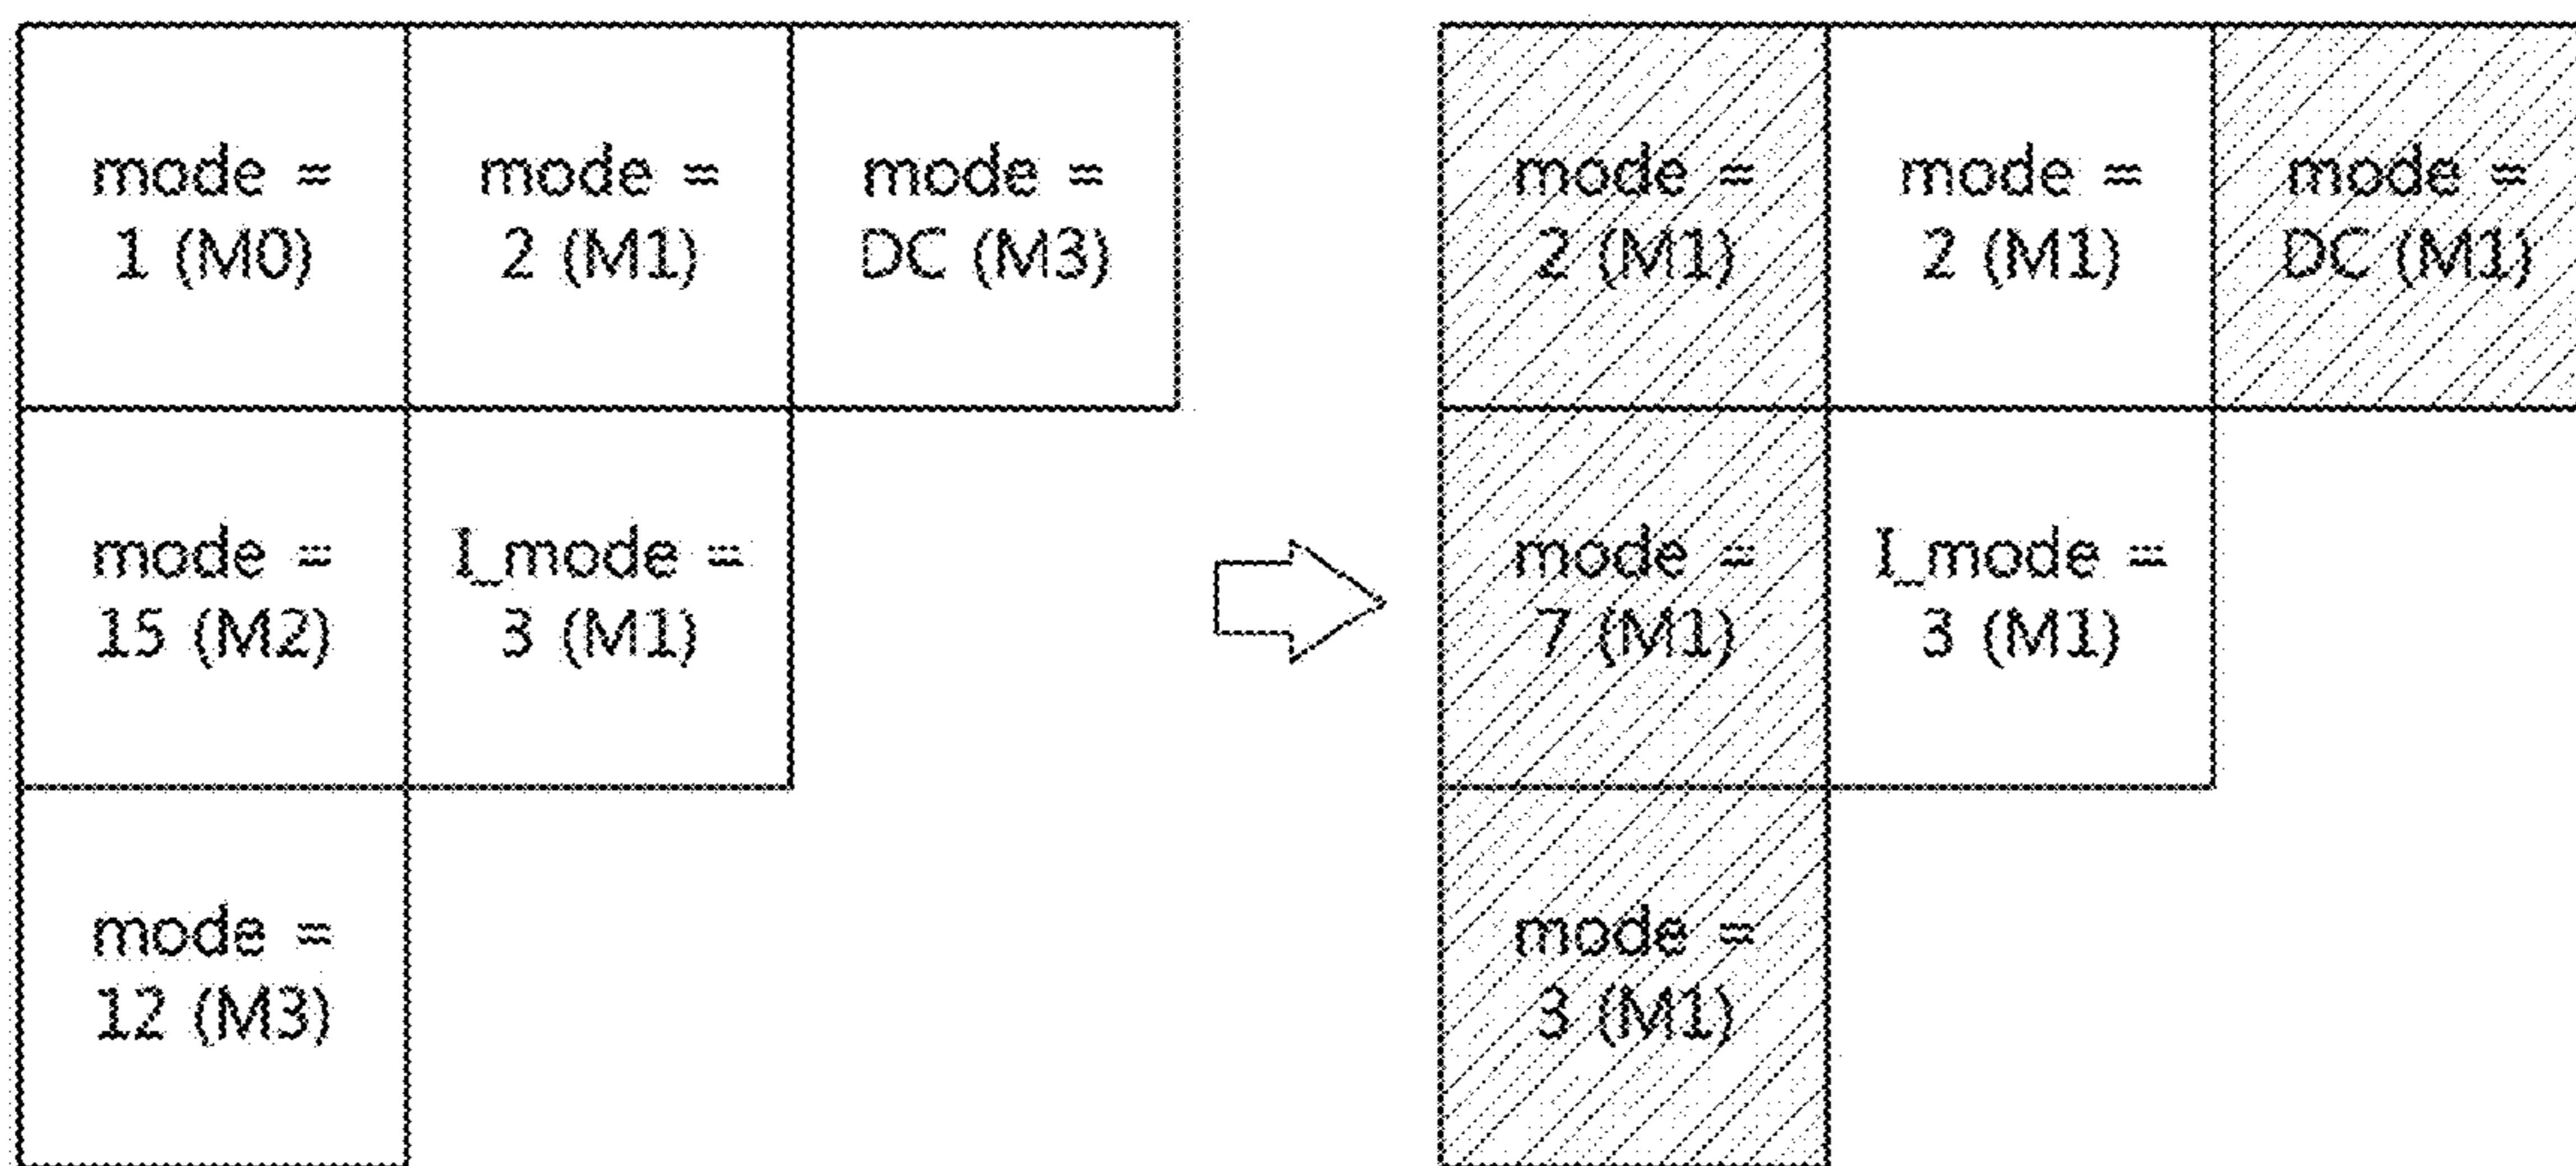 mode =
1 (M0)
mode =
2 (M1)
mode =
DC (M3)
mode =
15 (M2)
I_mode =
3 (M1)
mode =
12 (M3)
mode =
2 (M1)
mode =
2 (M1)
mode =
DC (M1)
mode =
7 (M1)
I_mode =
3 (M1)
mode =
3 (M1)